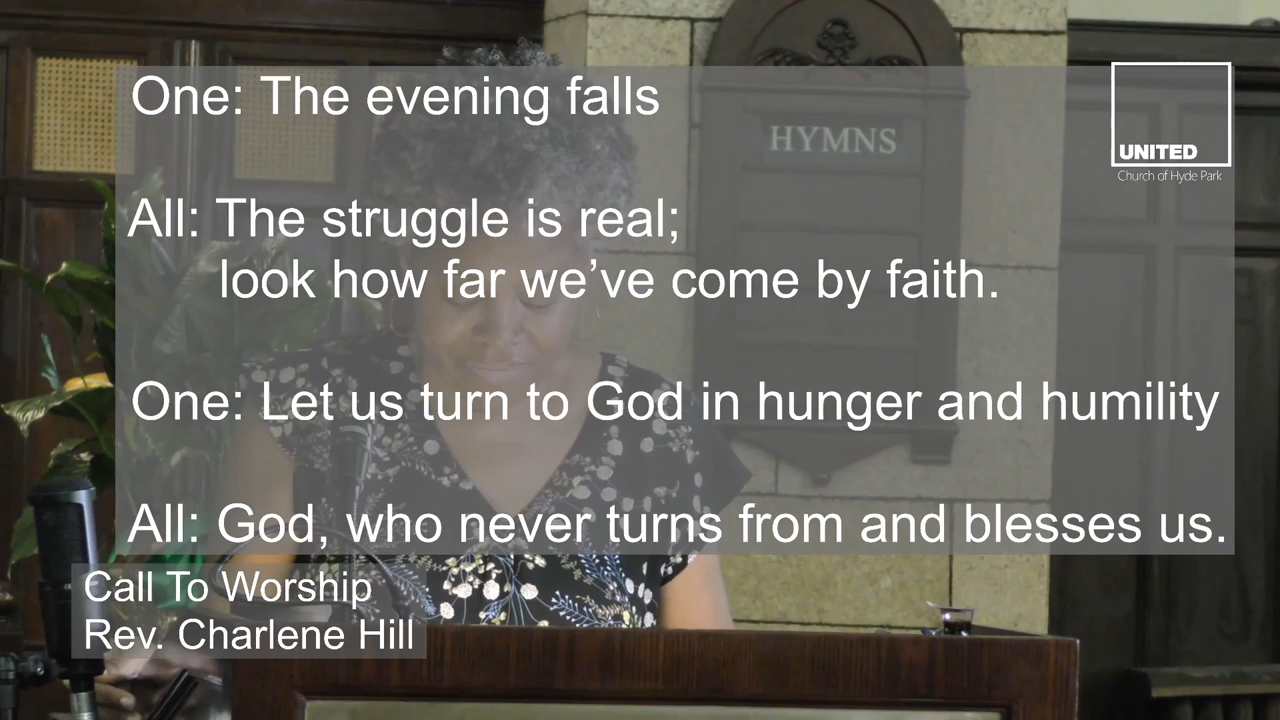 One: The evening falls
HYMNS
UNITED
Church of Hyde Park
All: The struggle is real;
look how far we’ve come by faith.
One: Let us turn to God in hunger and humility
All: God, who never turns from and blesses us.
Call To Worship
Rev. Charlene Hill